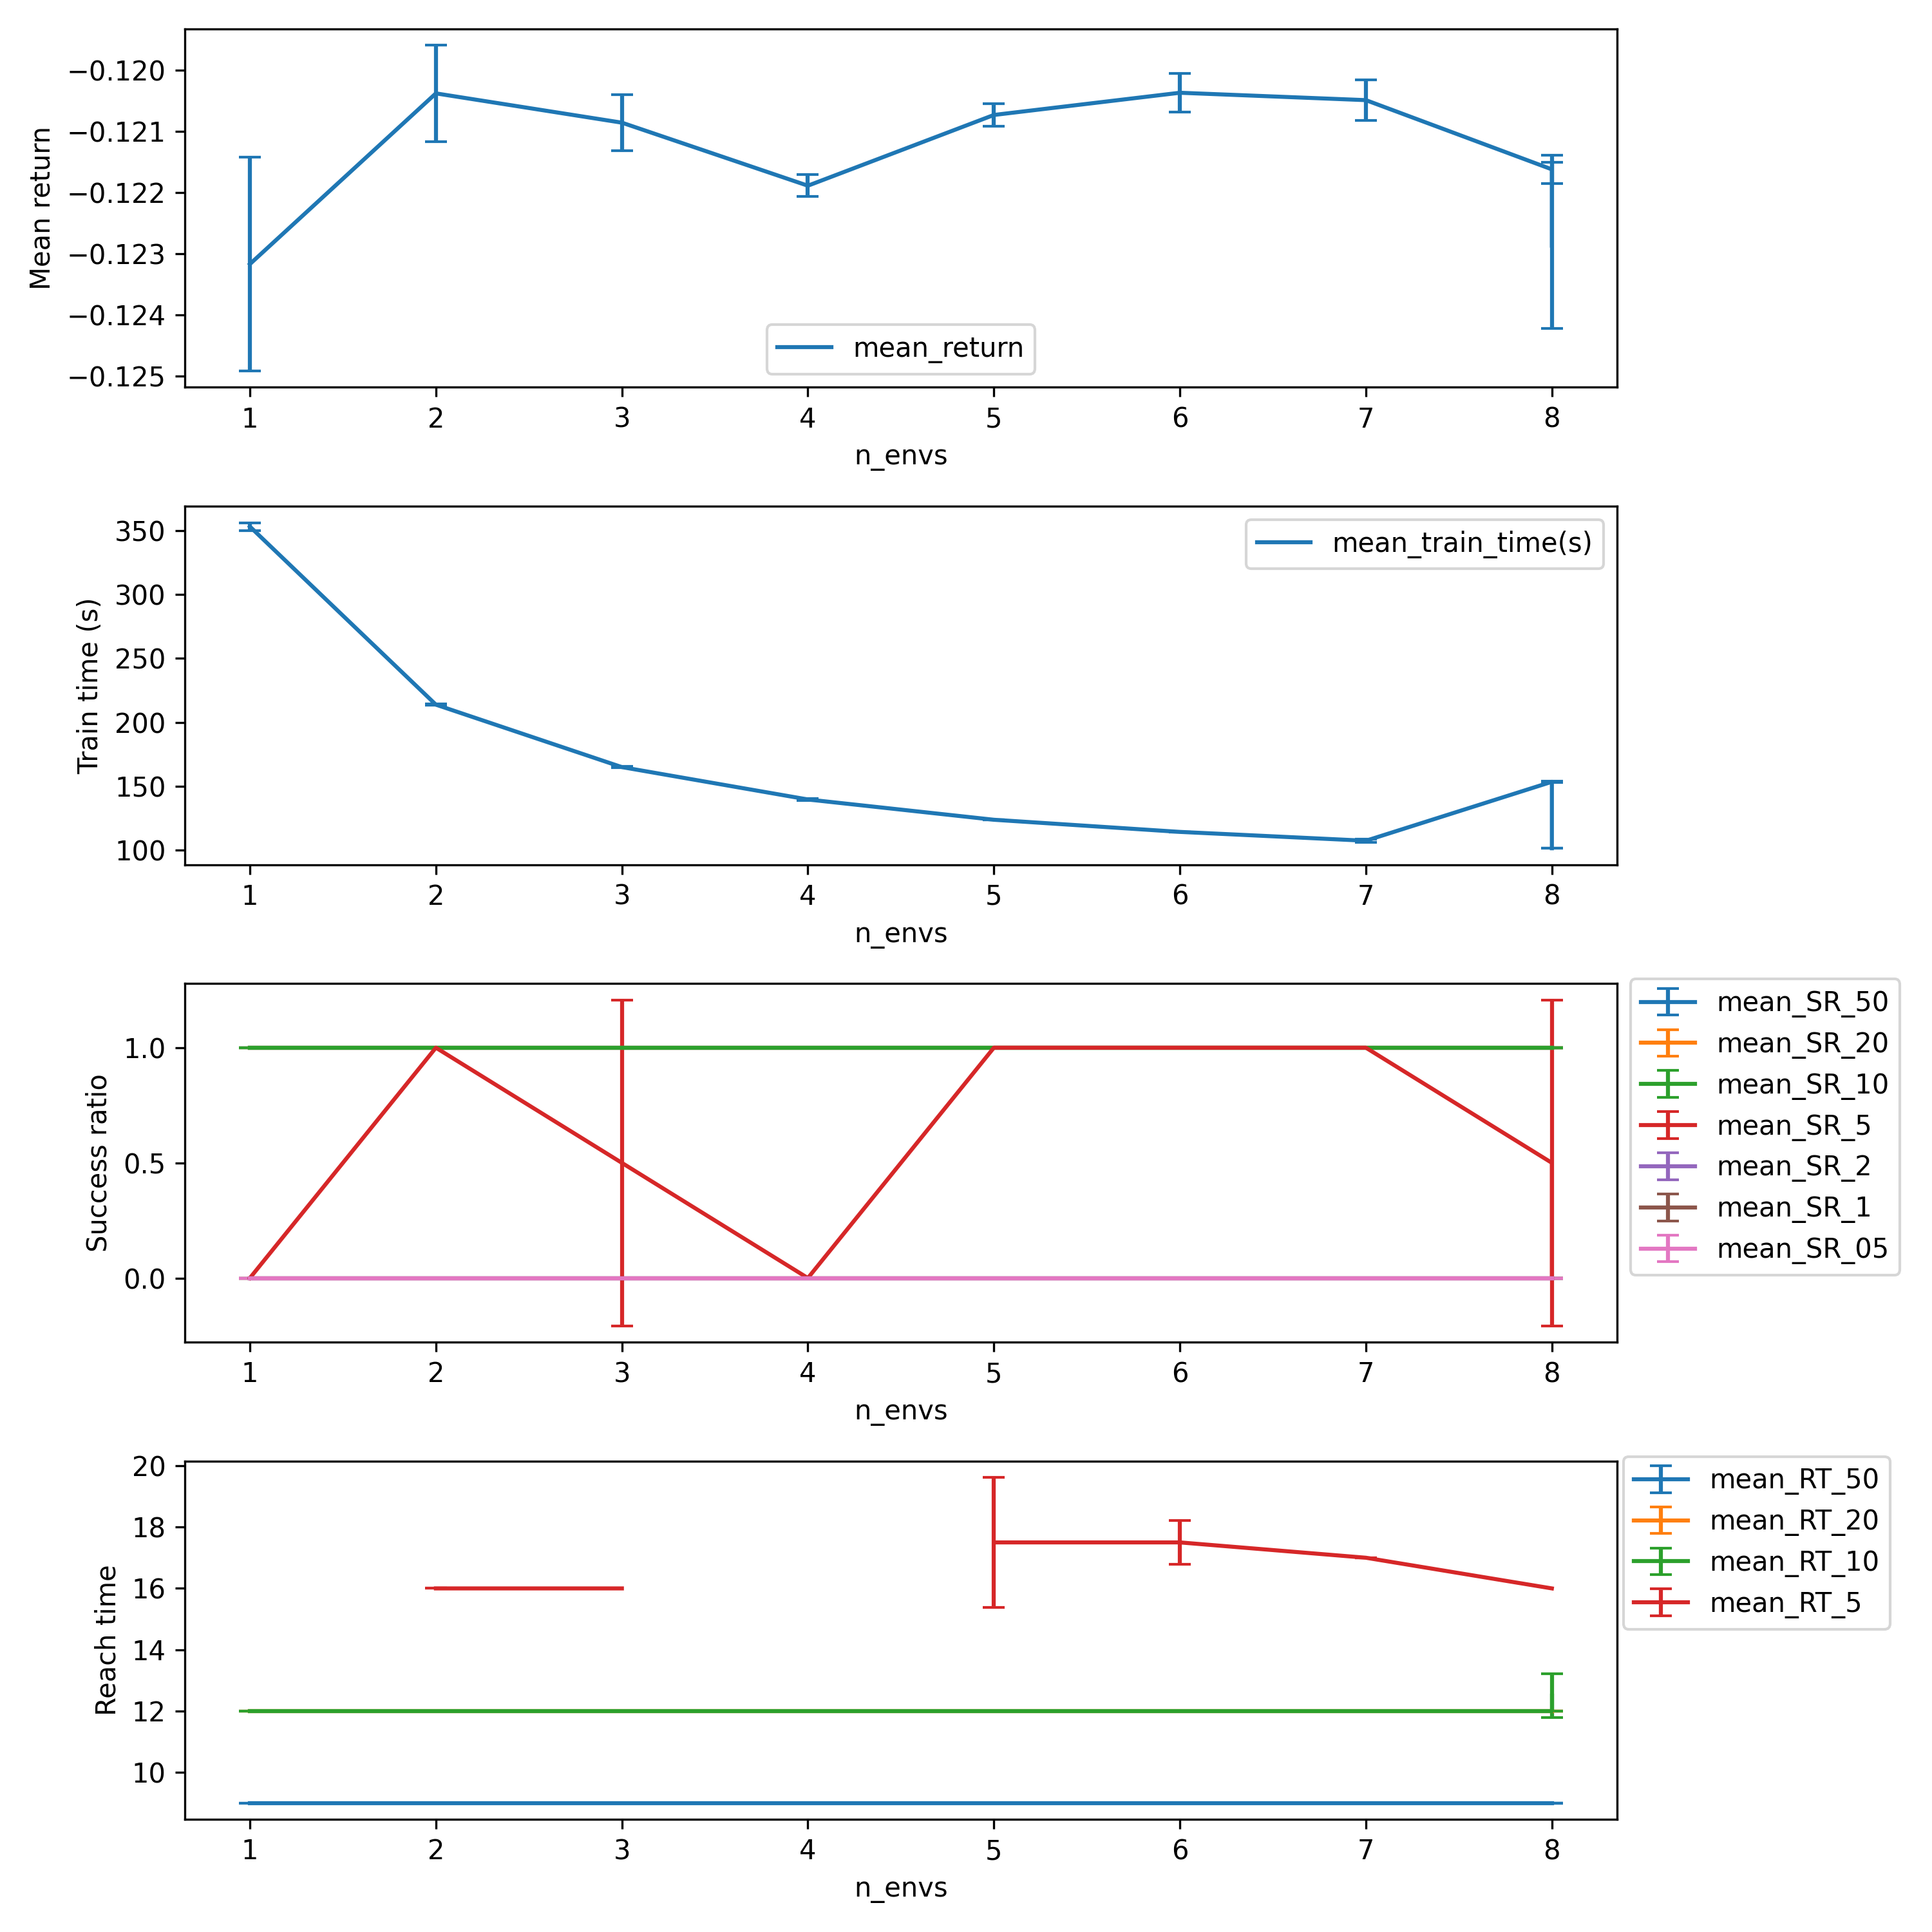 −0.120
−0.121
−0.122
−0.123
−0.124
−0.125
Mean return
mean_return
1 2 3 4 5 6 7 8
n_envs
350
300
250
200
150
100
Train time (s)
mean_train_time(s)
1 2 3 4 5 6 7 8
n_envs
1.0
0.5
0.0
Success ratio
mean_SR_50
mean_SR_20
mean_SR_10
mean_SR_5
mean_SR_2
mean_SR_1
mean_SR_05
1 2 3 4 5 6 7 8
n_envs
20
18
16
14
12
10
Reach time
mean_RT_50
mean_RT_20
mean_RT_10
mean_RT_5
1 2 3 4 5 6 7 8
n_envs